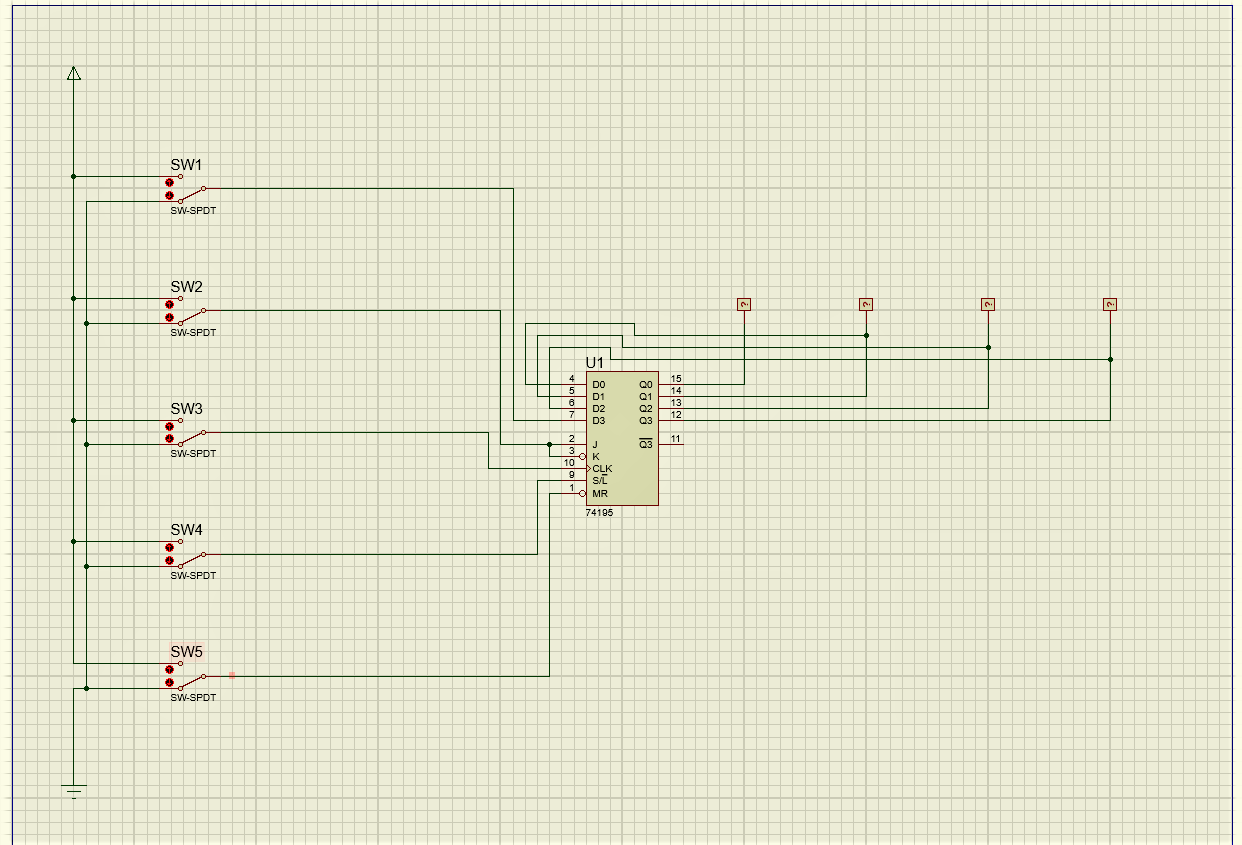 SW1
SW-SPDT
SW2
SW-SPDT
? ? ? ?
U1
4 D0 Q0 15
5 D1 Q1 14
6 D2 Q2 13
7 D3 Q3 12
SW3
2 J Q3 11
3 K
SW-SPDT
10 CLK
9 S/L
1 MR
74195
SW4
SW-SPDT
SW5
SW-SPDT